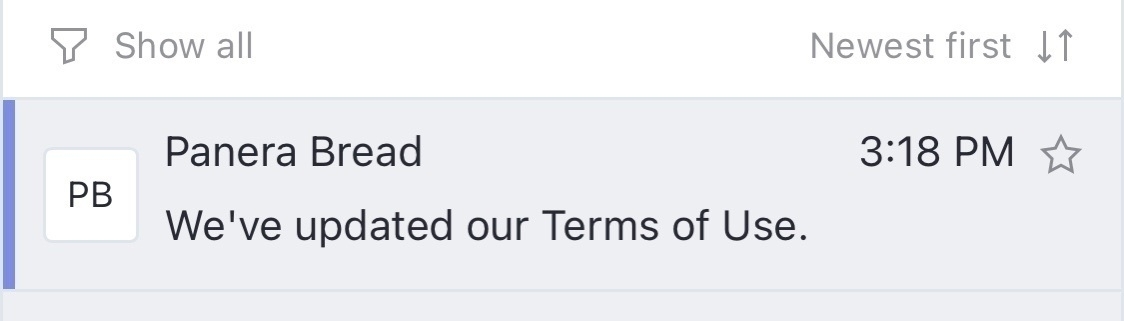 Show all
Newest first
Panera Bread
3:18 PM
PB
We've updated our Terms of Use.